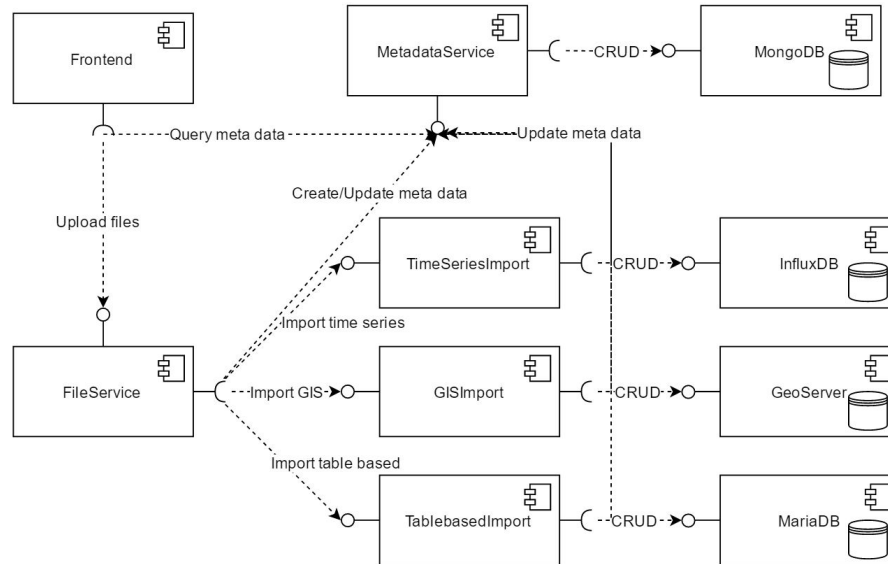 Frontend
MetadataService
CRUD
MongoDB
Query meta data
Update meta data
Create/Update meta data
Upload files
TimeSeriesImport
CRUD
InfluxDB
Import time series
FileService
Import GIS
GISImport
CRUD
GeoServer
Import table based
TablebasedImport
CRUD
MariaDB